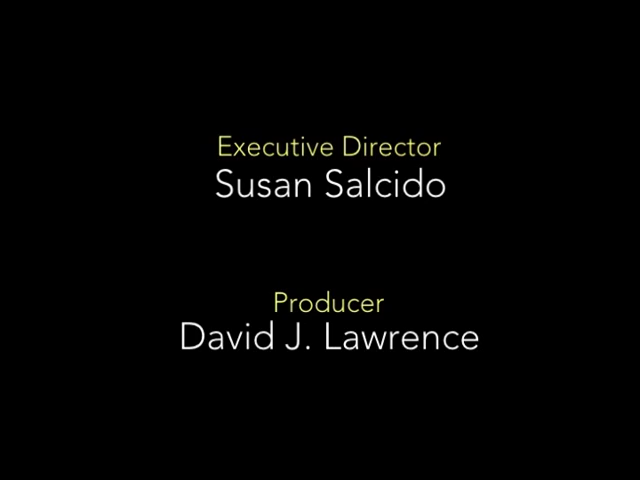 Executive Director
Susan Salcido
Producer
David J. Lawrence